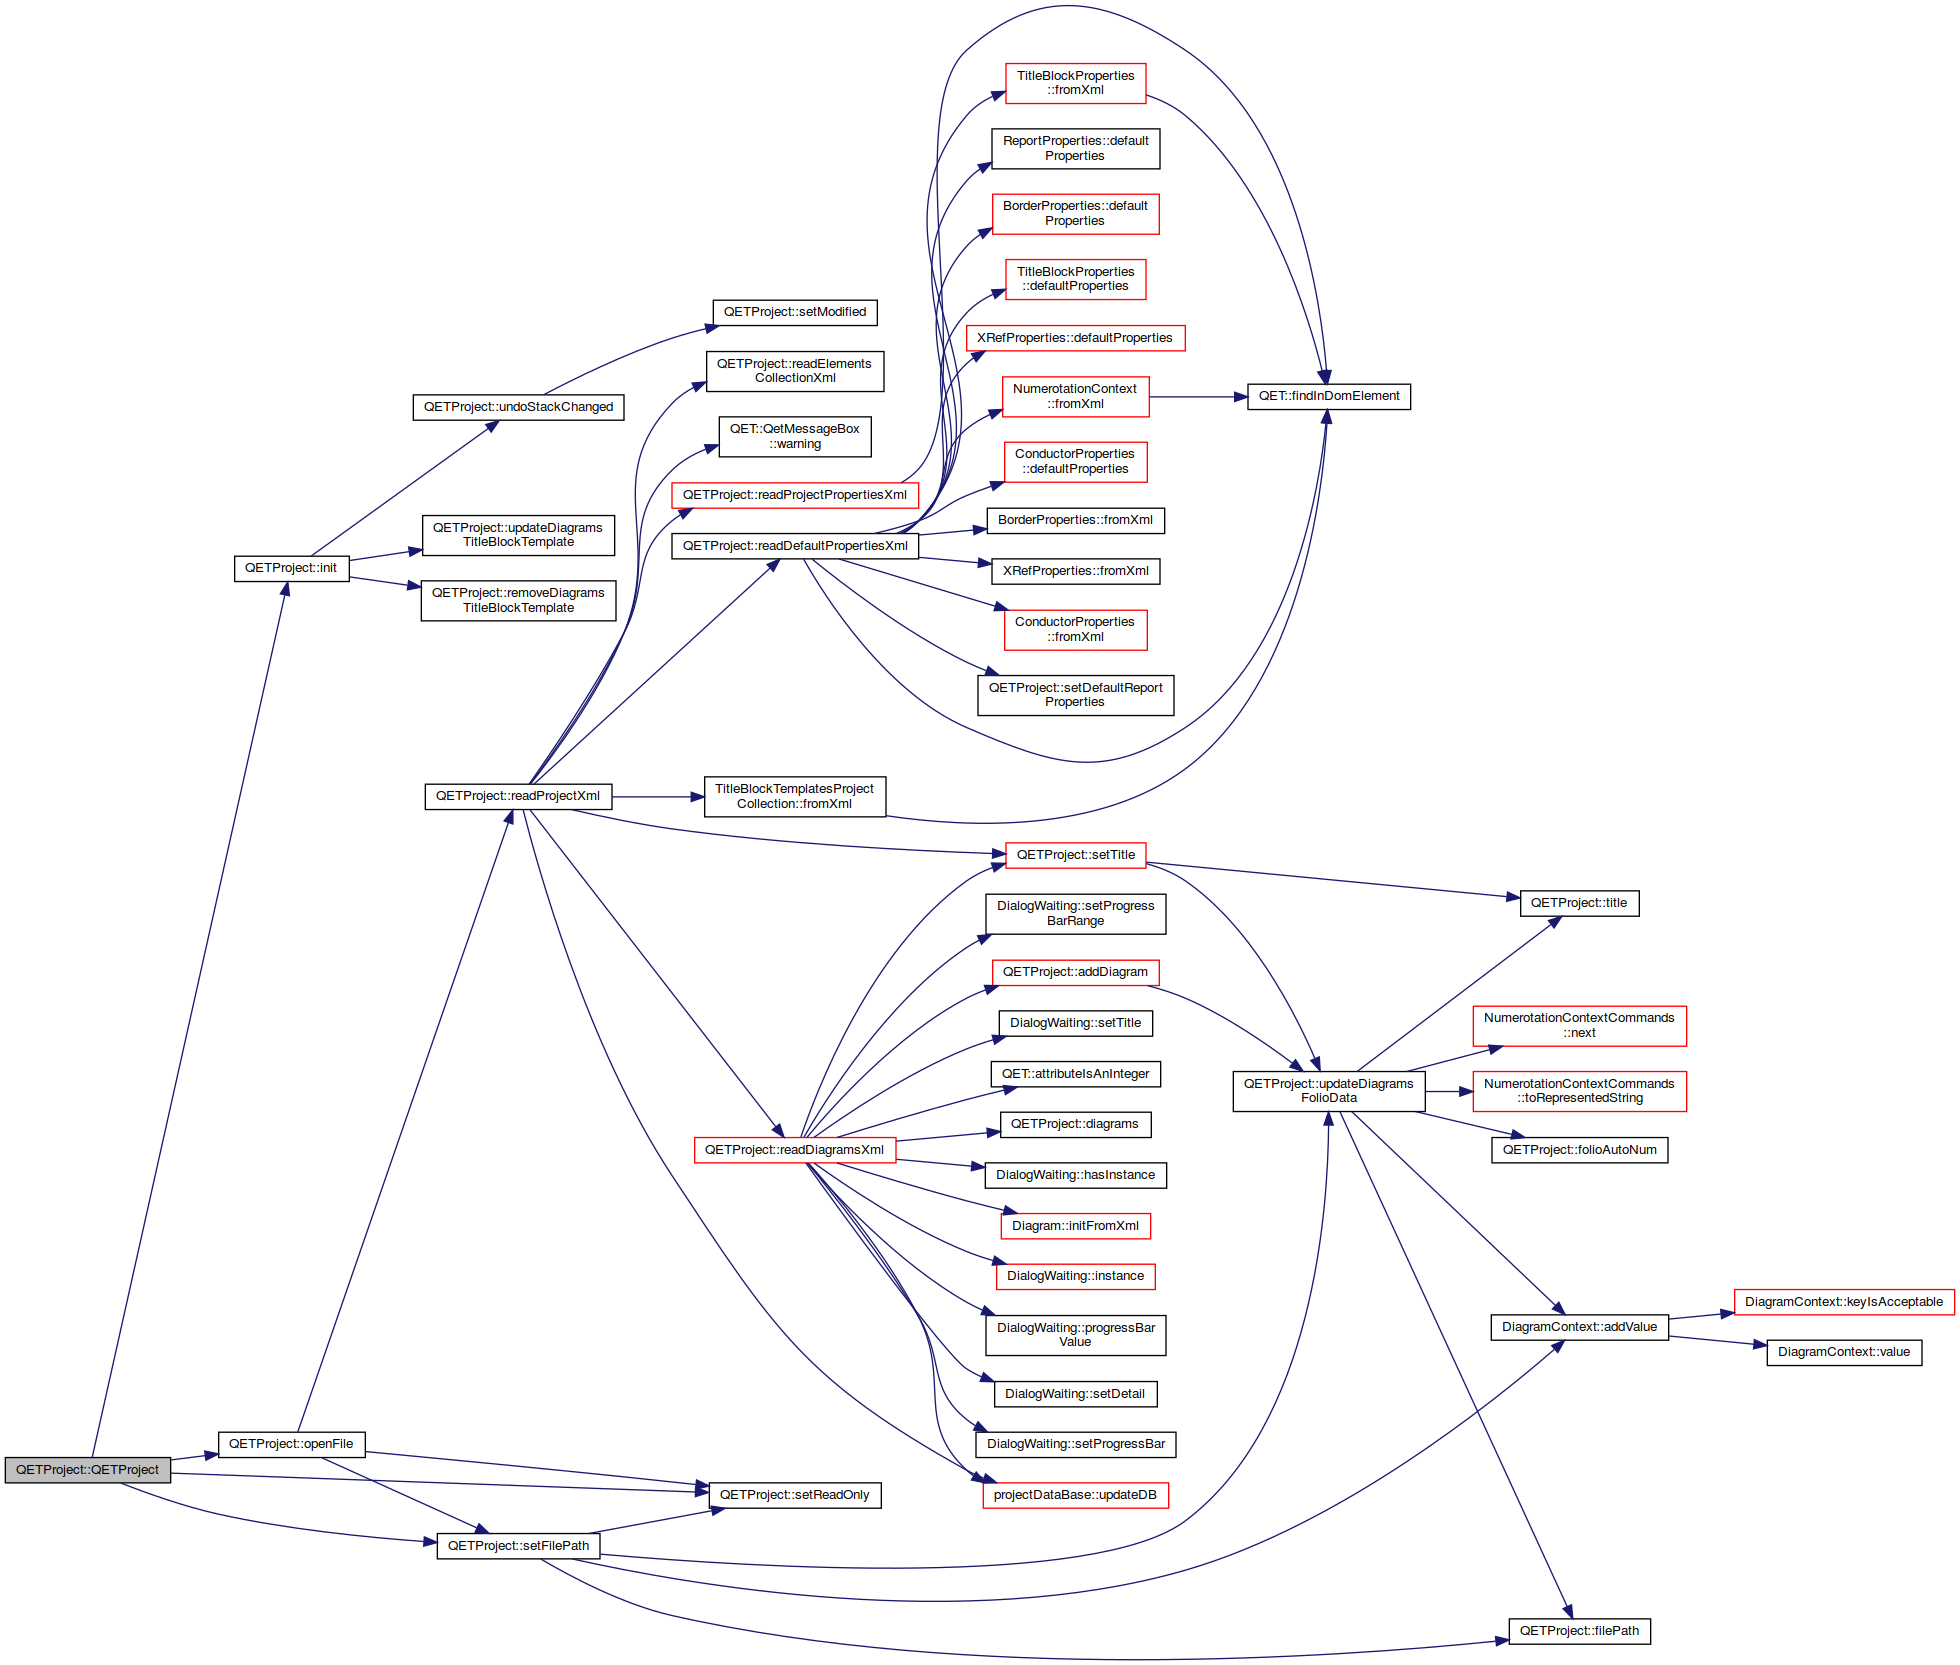 TitleBlockProperties
::fromXml
ReportProperties::default
Properties
BorderProperties::default
Properties
TitleBlockProperties
::defaultProperties
QETProject::setModified
XRefProperties::defaultProperties
QETProject::readElements
CollectionXml
NumerotationContext
::fromXml
QET::findInDomElement
QETProject::undoStackChanged
QET::QetMessageBox
::warning
ConductorProperties
::defaultProperties
QETProject::readProjectPropertiesXml
BorderProperties::fromXml
QETProject::updateDiagrams
TitleBlockTemplate
QETProject::readDefaultPropertiesXml
QETProject::init
XRefProperties::fromXml
QETProject::removeDiagrams
TitleBlockTemplate
ConductorProperties
::fromXml
QETProject::setDefaultReport
Properties
QETProject::readProjectXml
TitleBlockTemplatesProject
Collection::fromXml
QETProject::setTitle
QETProject::title
DialogWaiting::setProgress
BarRange
QETProject::addDiagram
DialogWaiting::setTitle
NumerotationContextCommands
::next
QET::attributeIsAnInteger
QETProject::updateDiagrams
FolioData
NumerotationContextCommands
::toRepresentedString
QETProject::diagrams
QETProject::readDiagramsXml
QETProject::folioAutoNum
DialogWaiting::hasInstance
Diagram::initFromXml
DialogWaiting::instance
DialogWaiting::progressBar
Value
DiagramContext::addValue
DiagramContext::keyIsAcceptable
DiagramContext::value
DialogWaiting::setDetail
QETProject::openFile
DialogWaiting::setProgressBar
QETProject::QETProject
QETProject::setReadOnly
projectDataBase::updateDB
QETProject::setFilePath
QETProject::filePath